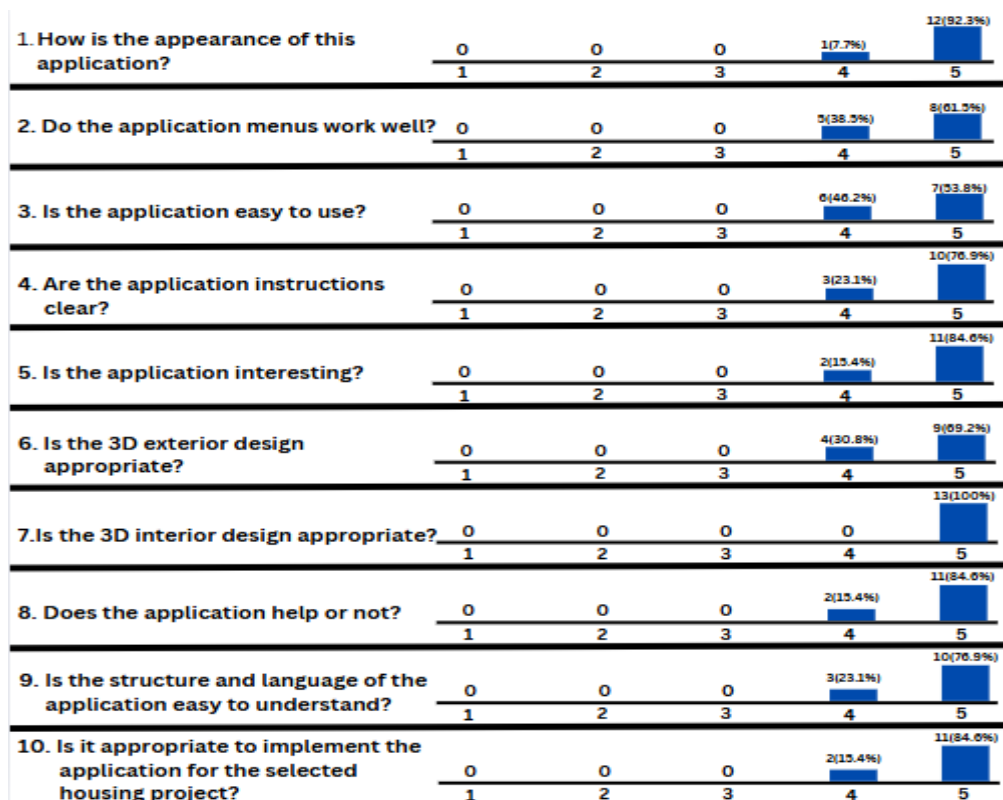 12(92.3%)
1. How is the appearance of this
application?
0 0 0 1(7.7%)
1 2 3 4 5
8(61.5%)
2. Do the application menus work well? 0 0 0 5(38.5%)
1 2 3 4 5
7(53.8%)
3. Is the application easy to use? 0 0 0 6(46.2%)
1 2 3 4 5
10(76.9%)
4. Are the application instructions
clear?
0 0 0 3(23.1%)
1 2 3 4 5
11(84.6%)
5. Is the application interesting? 0 0 0 2(15.4%)
1 2 3 4 5
9(69.2%)
6. Is the 3D exterior design
appropriate?
0 0 0 4(30.8%)
1 2 3 4 5
13(100%)
7.Is the 3D interior design appropriate? 0 0 0 0
1 2 3 4 5
11(84.6%)
8. Does the application help or not? 0 0 0 2(15.4%)
1 2 3 4 5
10(76.9%)
9. Is the structure and language of the
application easy to understand?
0 0 0 3(23.1%)
1 2 3 4 5
11(84.6%)
10. Is it appropriate to implement the
application for the selected
housing project?
0 0 0 2(15.4%)
1 2 3 4 5